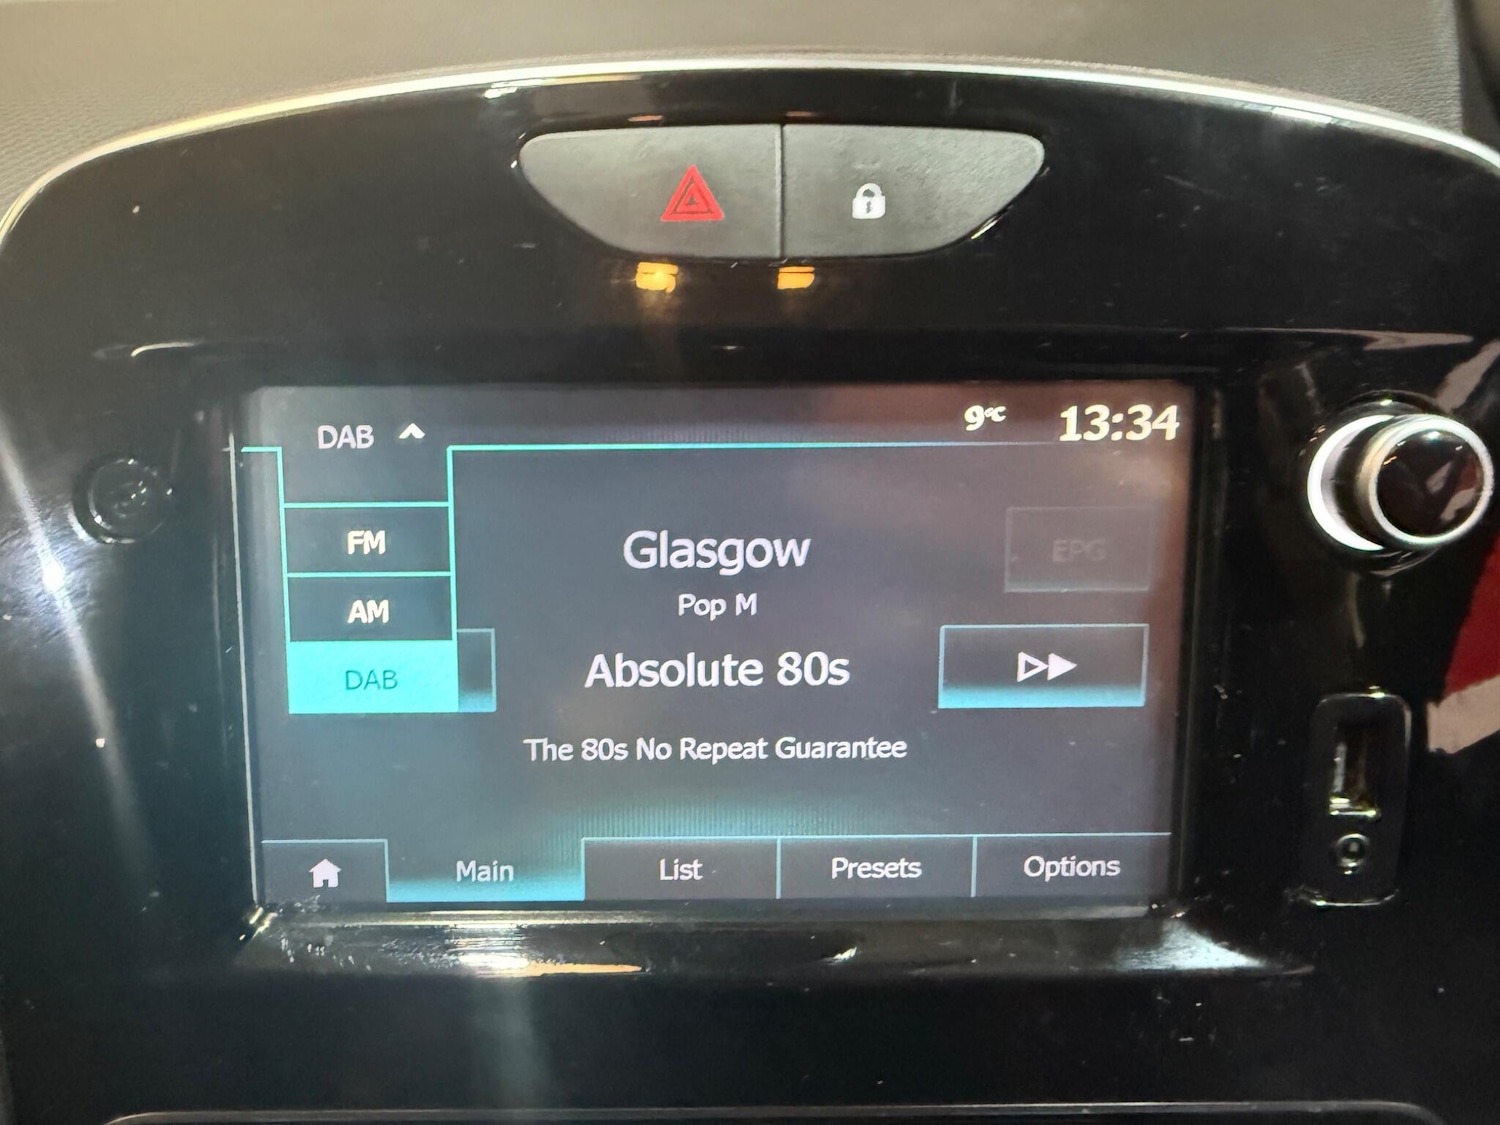 DAB
9°C 13:34
FM
AM
DAB
Glasgow
Pop M
Absolute 80s
The 80s No Repeat Guarantee
EPG
Main
List
Presets
Options